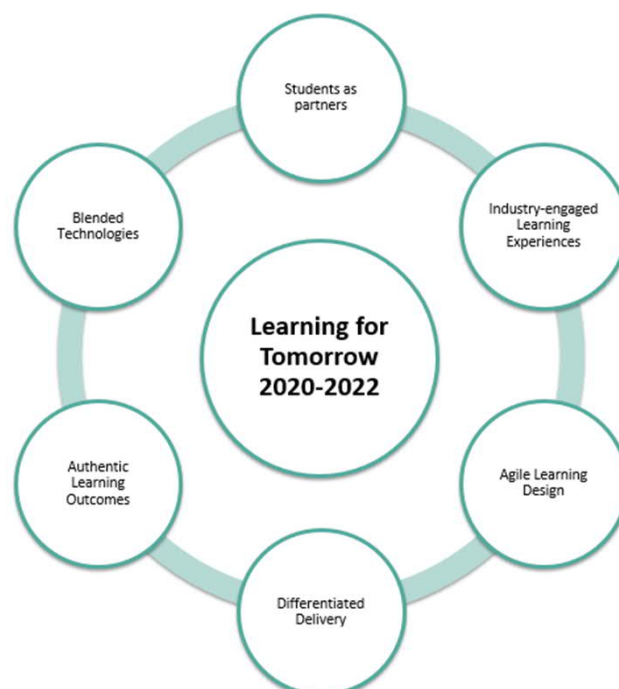 Students as
partners
Blended
Technologies
Industry-engaged
Learning
Experiences
Learning for
Tomorrow
2020-2022
Authentic
Learning
Outcomes
Agile Learning
Design
Differentiated
Delivery